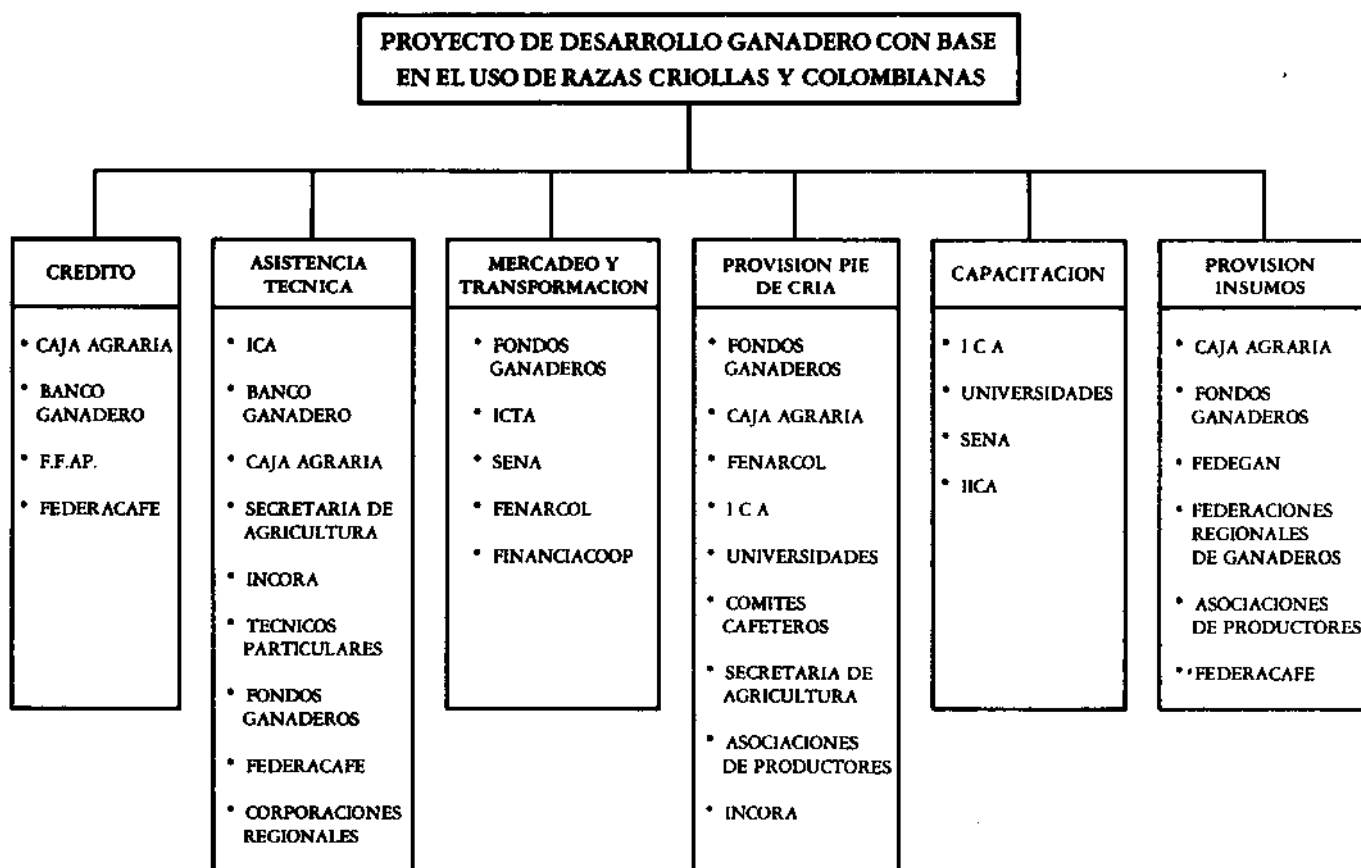 PROYECTO DE DESARROLLO GANADERO CON BASE
EN EL USO DE RAZAS CRIOLLAS Y COLOMBIANAS
CREDITO
* CAJA AGRARIA
* BANCO
GANADERO
* F.F.AP.
* FEDERACAFE
ASISTENCIA
TECNICA
* ICA
* BANCO
GANADERO
* CAJA AGRARIA
* SECRETARIA DE
AGRICULTURA
* INCORA
* TECNICOS
PARTICULARES
* FONDOS
GANADEROS
* FEDERACAFE
* CORPORACIONES
REGIONALES
MERCADEO Y
TRANSFORMACION
* FONDOS
GANADEROS
* ICTA
* SENA
* FENARCOL
* FINANCIACOOP
PROVISION PIE
DE CRIA
* FONDOS
GANADEROS
* CAJA AGRARIA
* FENARCOL
* I C A
* UNIVERSIDADES
* COMITES
CAFETEROS
* SECRETARIA DE
AGRICULTURA
* ASOCIACIONES
DE PRODUCTORES
* INCORA
CAPACITACION
* I C A
* UNIVERSIDADES
* SENA
* IICA
PROVISION
INSUMOS
* CAJA AGRARIA
* FONDOS
GANADEROS
* FEDEGAN
* FEDERACIONES
REGIONALES
DE GANADEROS
* ASOCIACIONES
DE PRODUCTORES
* FEDERACAFE